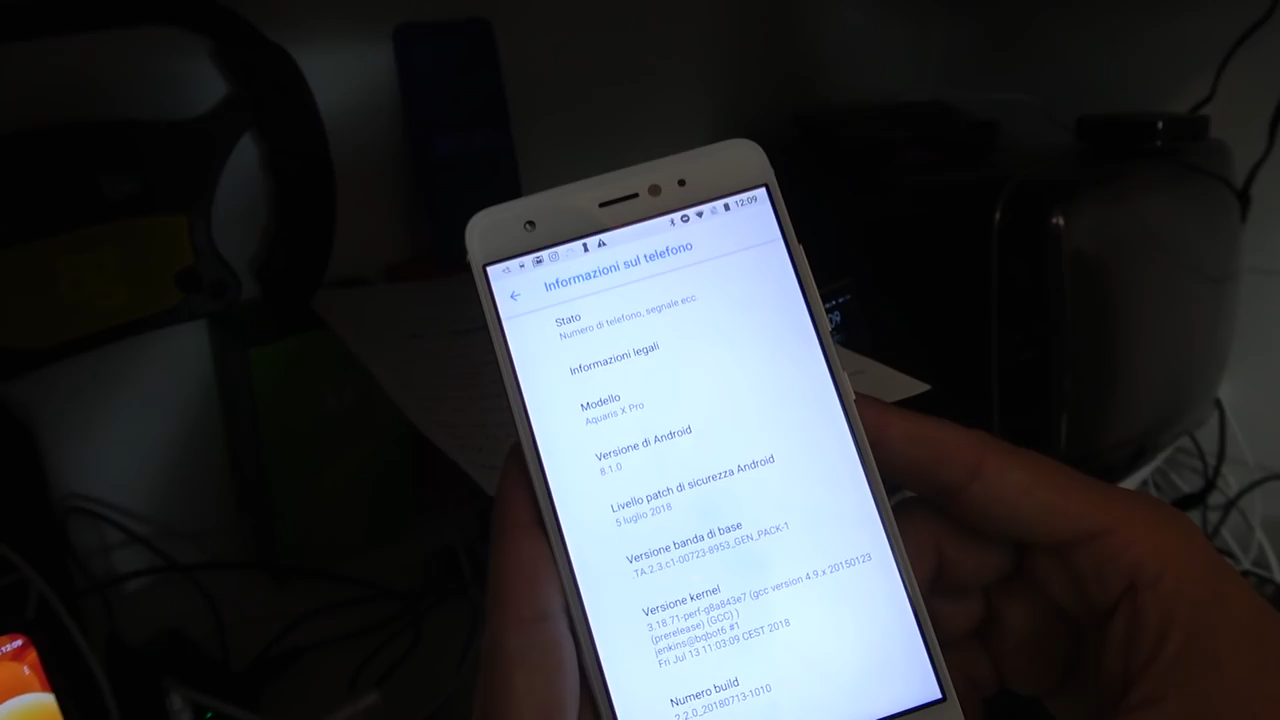 12:09
Informazioni sul telefono
Stato
Numero di telefono, segnale ecc.
Informazioni legali
Modello
Aquaris X Pro
Versione di Android
8.1.0
Livello patch di sicurezza Android
5 luglio 2018
Versione banda di base
.TA.2.3.c1-00723-8953_GEN_PACK-1
Versione kernel
3.18.71-perf-g8a843e7 (gcc version 4.9.x 20150123
(prerelease) (GCC) )
jenkins@bqbot6 #1
Fri Jul 13 11:03:09 CEST 2018
Numero build
2.2.0_20180713-1010
12:09